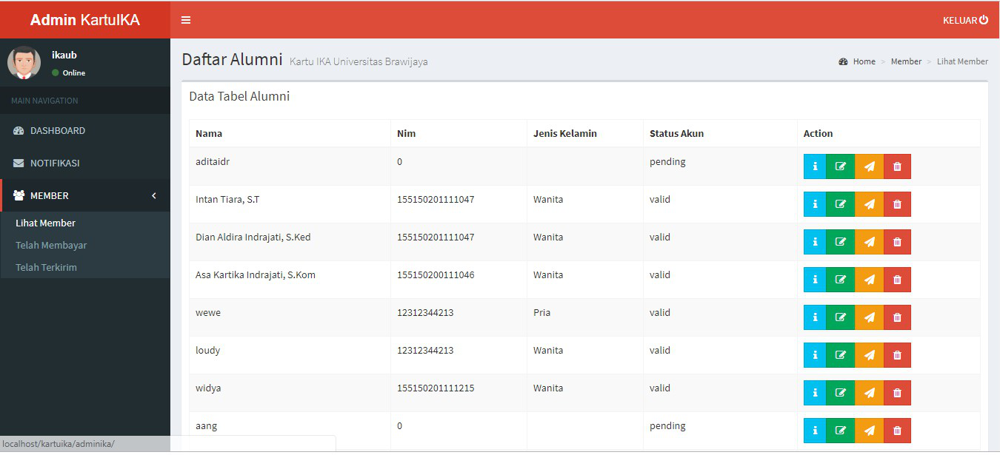 Admin KartuIKA
KELUAR
ikaub
Online
MAIN NAVIGATION
DASHBOARD
NOTIFIKASI
MEMBER
Lihat Member
Telah Membayar
Telah Terkirim
Daftar Alumni Kartu IKA Universitas Brawijaya
Home > Member > Lihat Member
Data Tabel Alumni
Nama Nim Jenis Kelamin Status Akun Action
aditaidr 0 pending
Intan Tiara, S.T 155150201111047 Wanita valid
Dian Aldira Indrajati, S.Ked 155150201111047 Wanita valid
Asa Kartika Indrajati, S.Kom 155150200111046 Wanita valid
wewe 12312344213 Pria valid
loudy 12312344213 Wanita valid
widya 155150201111215 Wanita valid
aang 0 pending
localhost/kartuika/adminika/